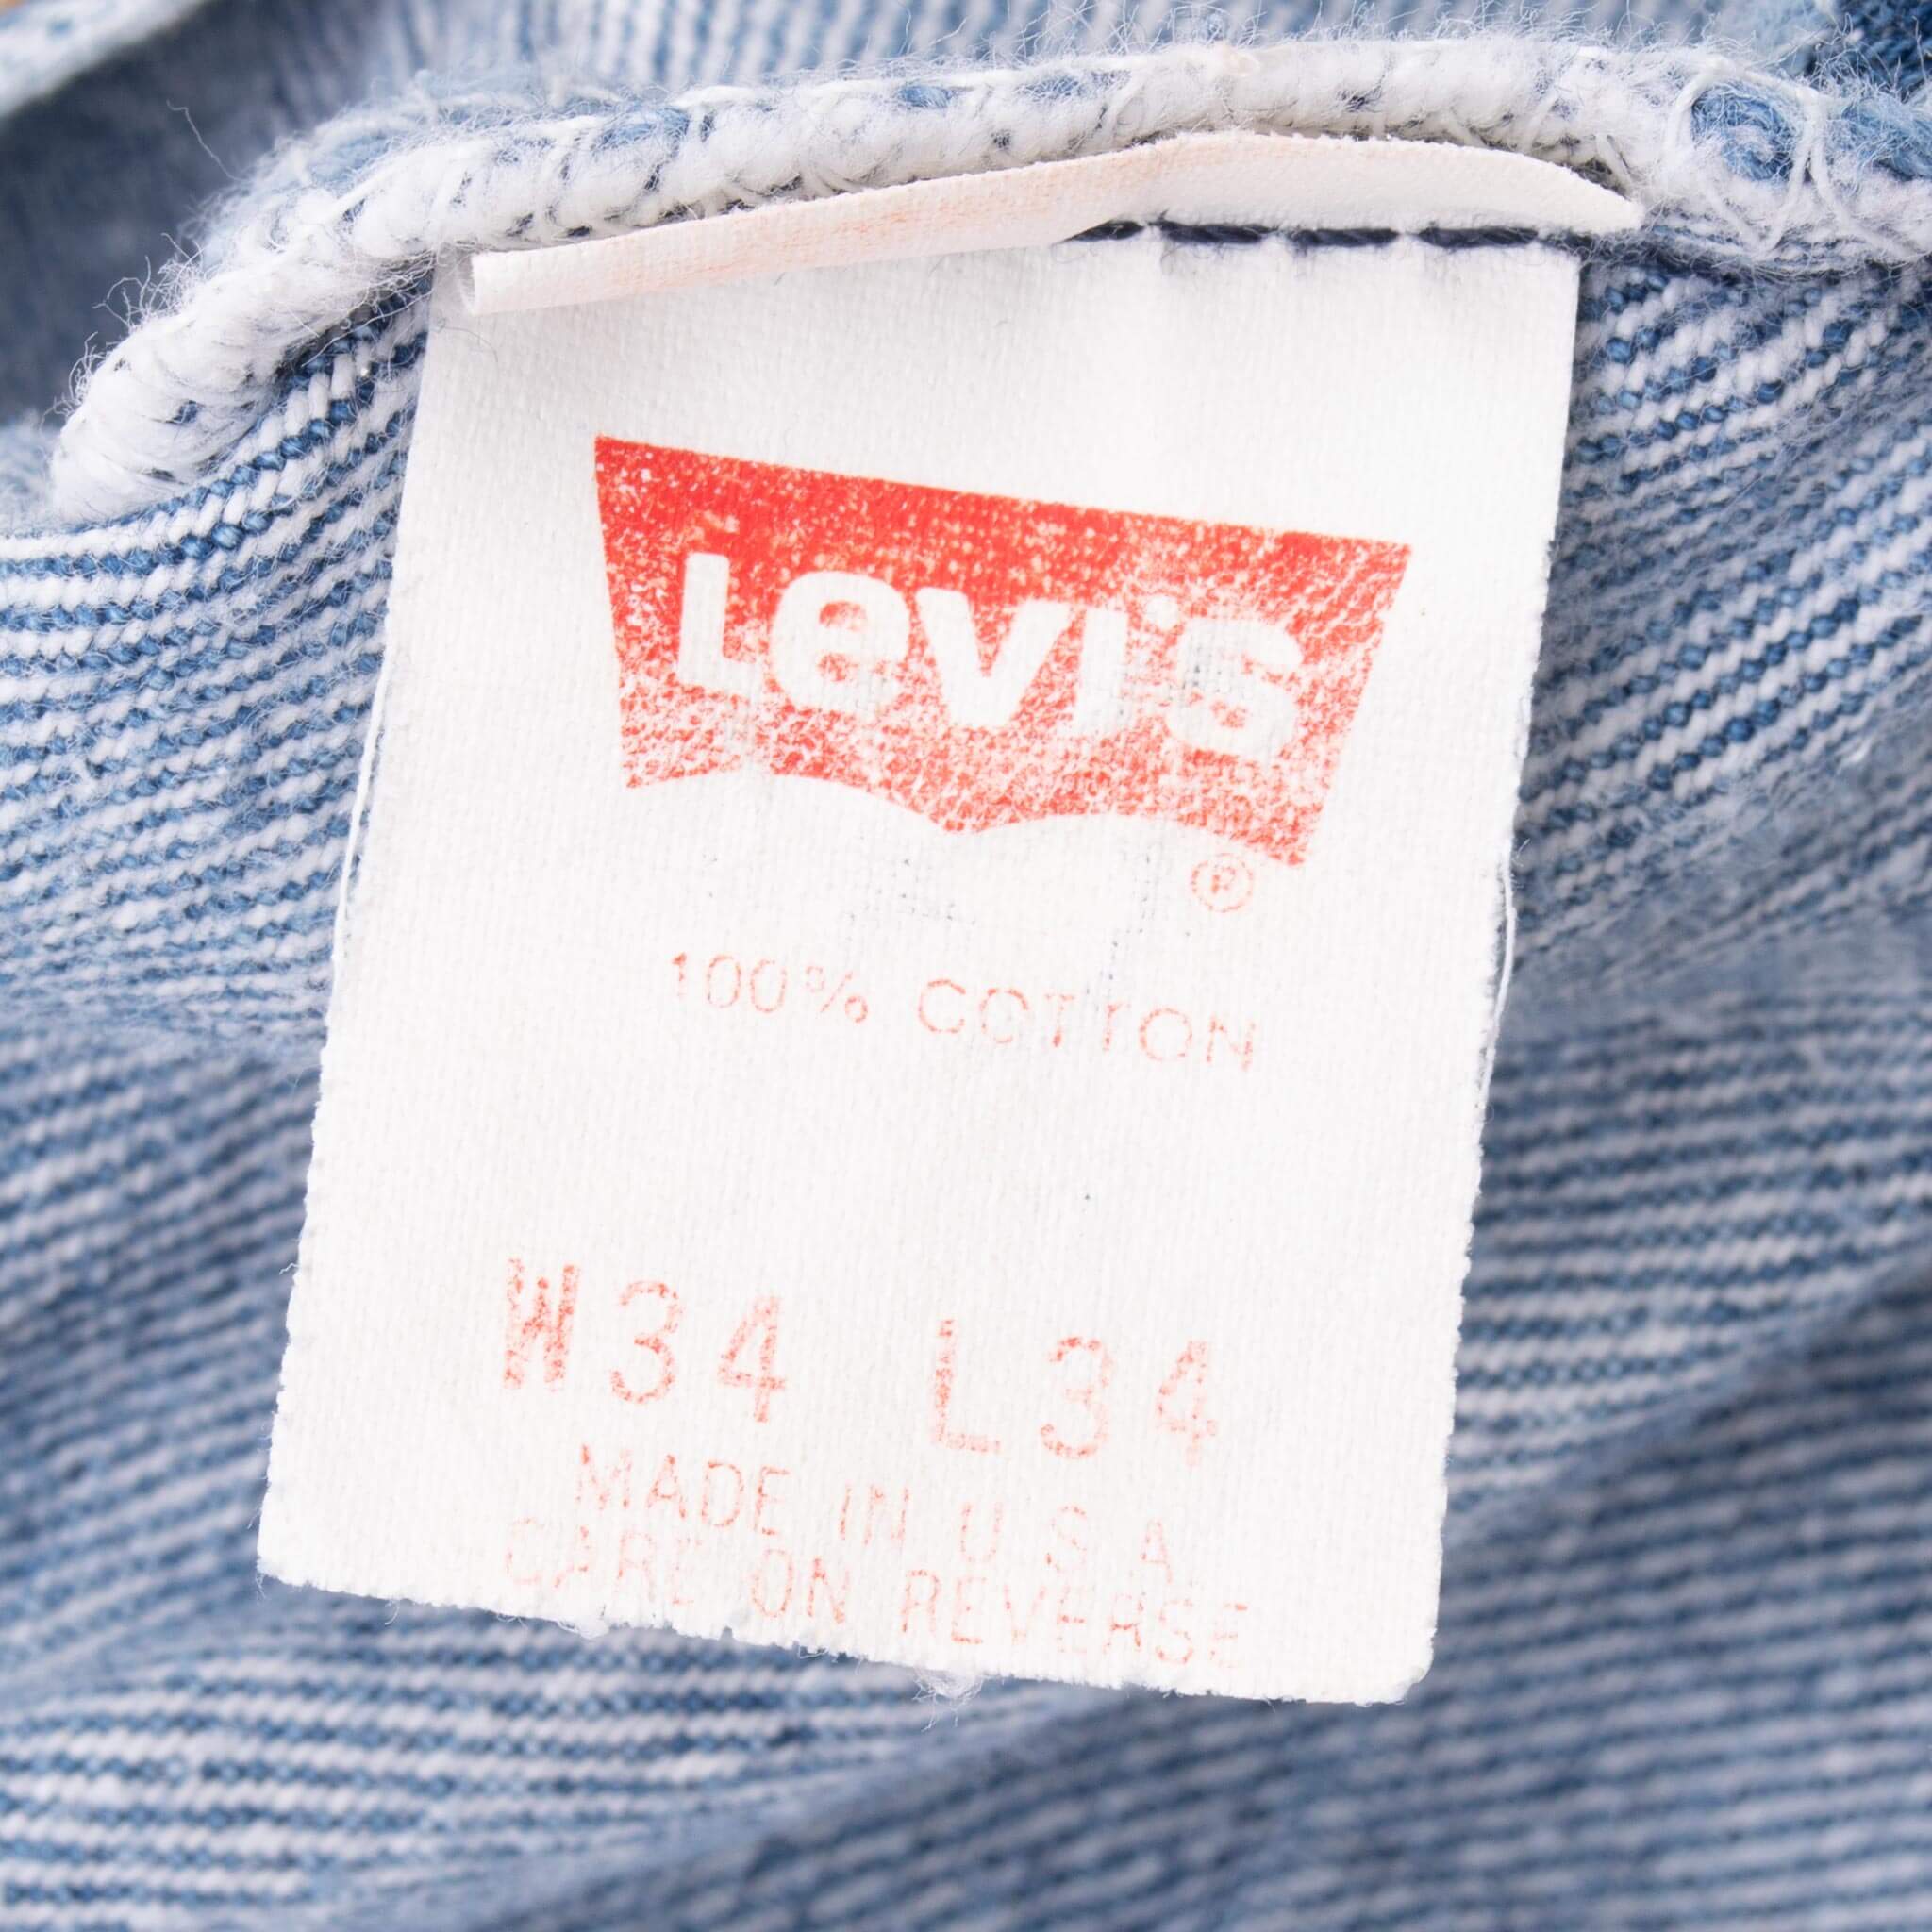 Levi's
®
100% COTTON
W34 L34
MADE IN U S A
CARE ON REVERSE